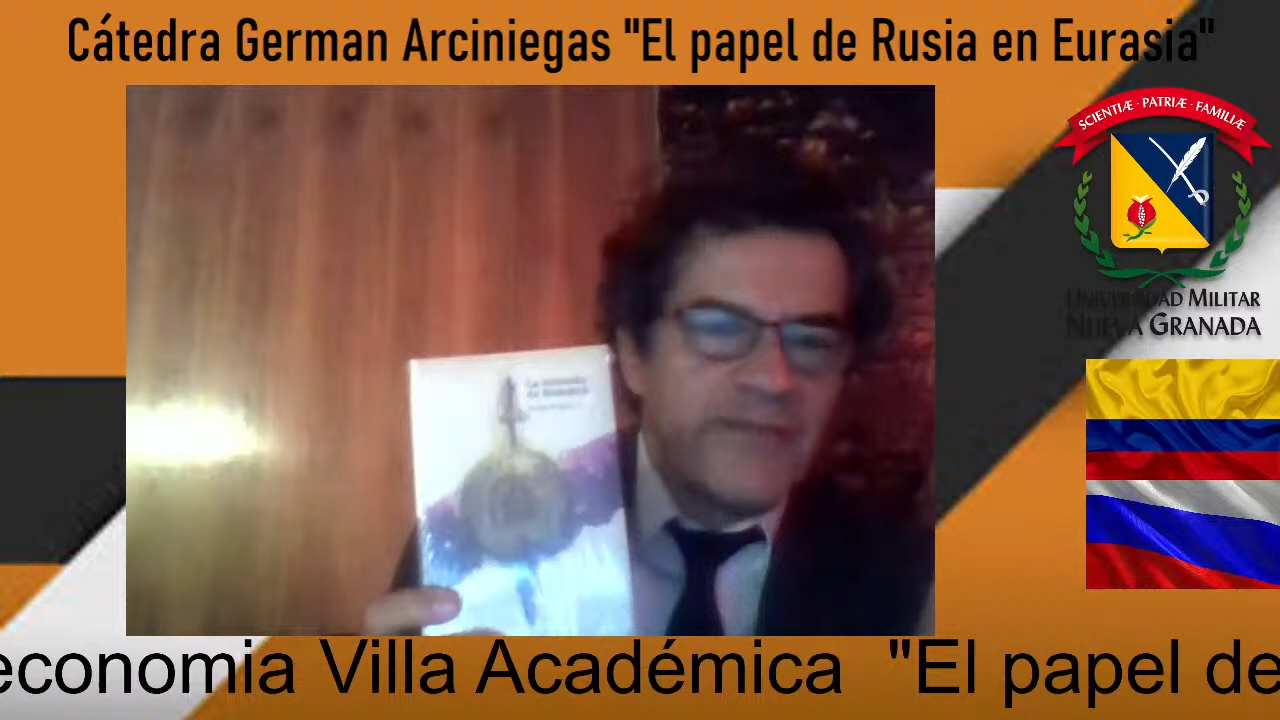 Cátedra German Arciniegas "El papel de Rusia en Eurasia"
SCIENTIÆ · PATRIÆ · FAMILIÆ
UNIVERSIDAD MILITAR
NUEVA GRANADA
economia Villa Académica "El papel de